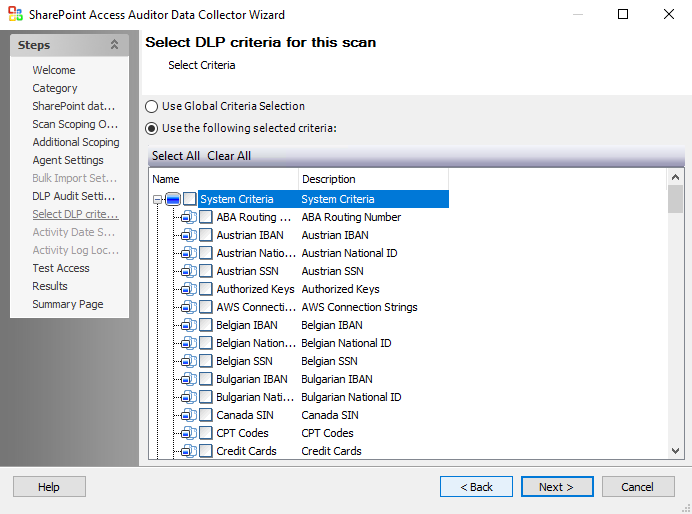 SharePoint Access Auditor Data Collector Wizard
Steps
Welcome
Category
SharePoint dat...
Scan Scoping O...
Additional Scoping
Agent Settings
Bulk Import Set...
DLP Audit Setti...
Select DLP crite...
Activity Date S...
Activity Log Loc...
Test Access
Results
Summary Page
Select DLP criteria for this scan
Select Criteria
Use Global Criteria Selection
Use the following selected criteria:
Select All Clear All
Name Description
System Criteria System Criteria
ABA Routing ... ABA Routing Number
Austrian IBAN Austrian IBAN
Austrian Natio... Austrian National ID
Austrian SSN Austrian SSN
Authorized Keys Authorized Keys
AWS Connecti... AWS Connection Strings
Belgian IBAN Belgian IBAN
Belgian Nation... Belgian National ID
Belgian SSN Belgian SSN
Bulgarian IBAN Bulgarian IBAN
Bulgarian Nati... Bulgarian National ID
Canada SIN Canada SIN
CPT Codes CPT Codes
Credit Cards Credit Cards
Help < Back Next > Cancel